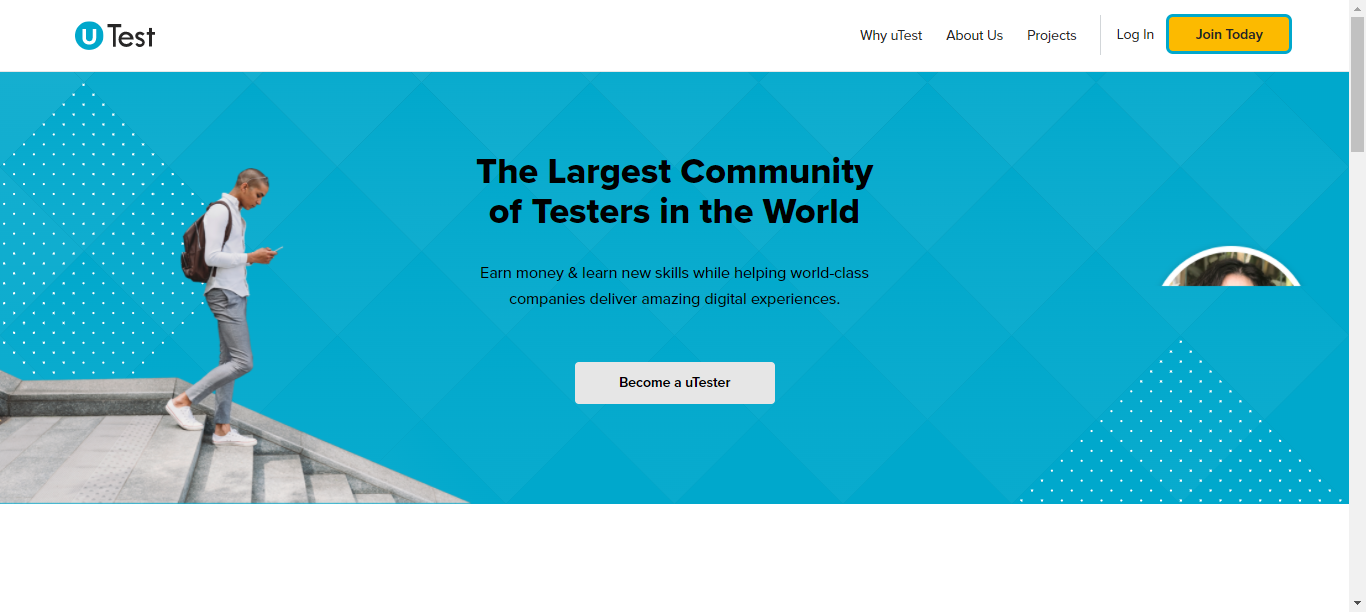 uTest
Why uTest
About Us
Projects
Log In
Join Today
The Largest Community
of Testers in the World
Earn money & learn new skills while helping world-class
companies deliver amazing digital experiences.
Become a uTester